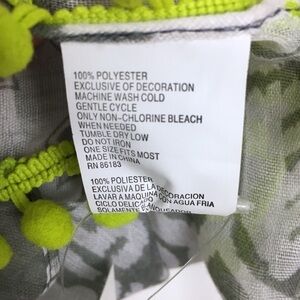 100% POLYESTER
EXCLUSIVE OF DECORATION
MACHINE WASH COLD
GENTLE CYCLE
ONLY NON-CHLORINE BLEACH
WHEN NEEDED
TUMBLE DRY LOW
DO NOT IRON
ONE SIZE FITS MOST
MADE IN CHINA
RN 86183
100% POLIESTER
EXCLUSIVA DE LA DECORACION
LAVAR A MAQUINA CON AGUA FRIA
CICLO DELICADO
SOLAMENTE